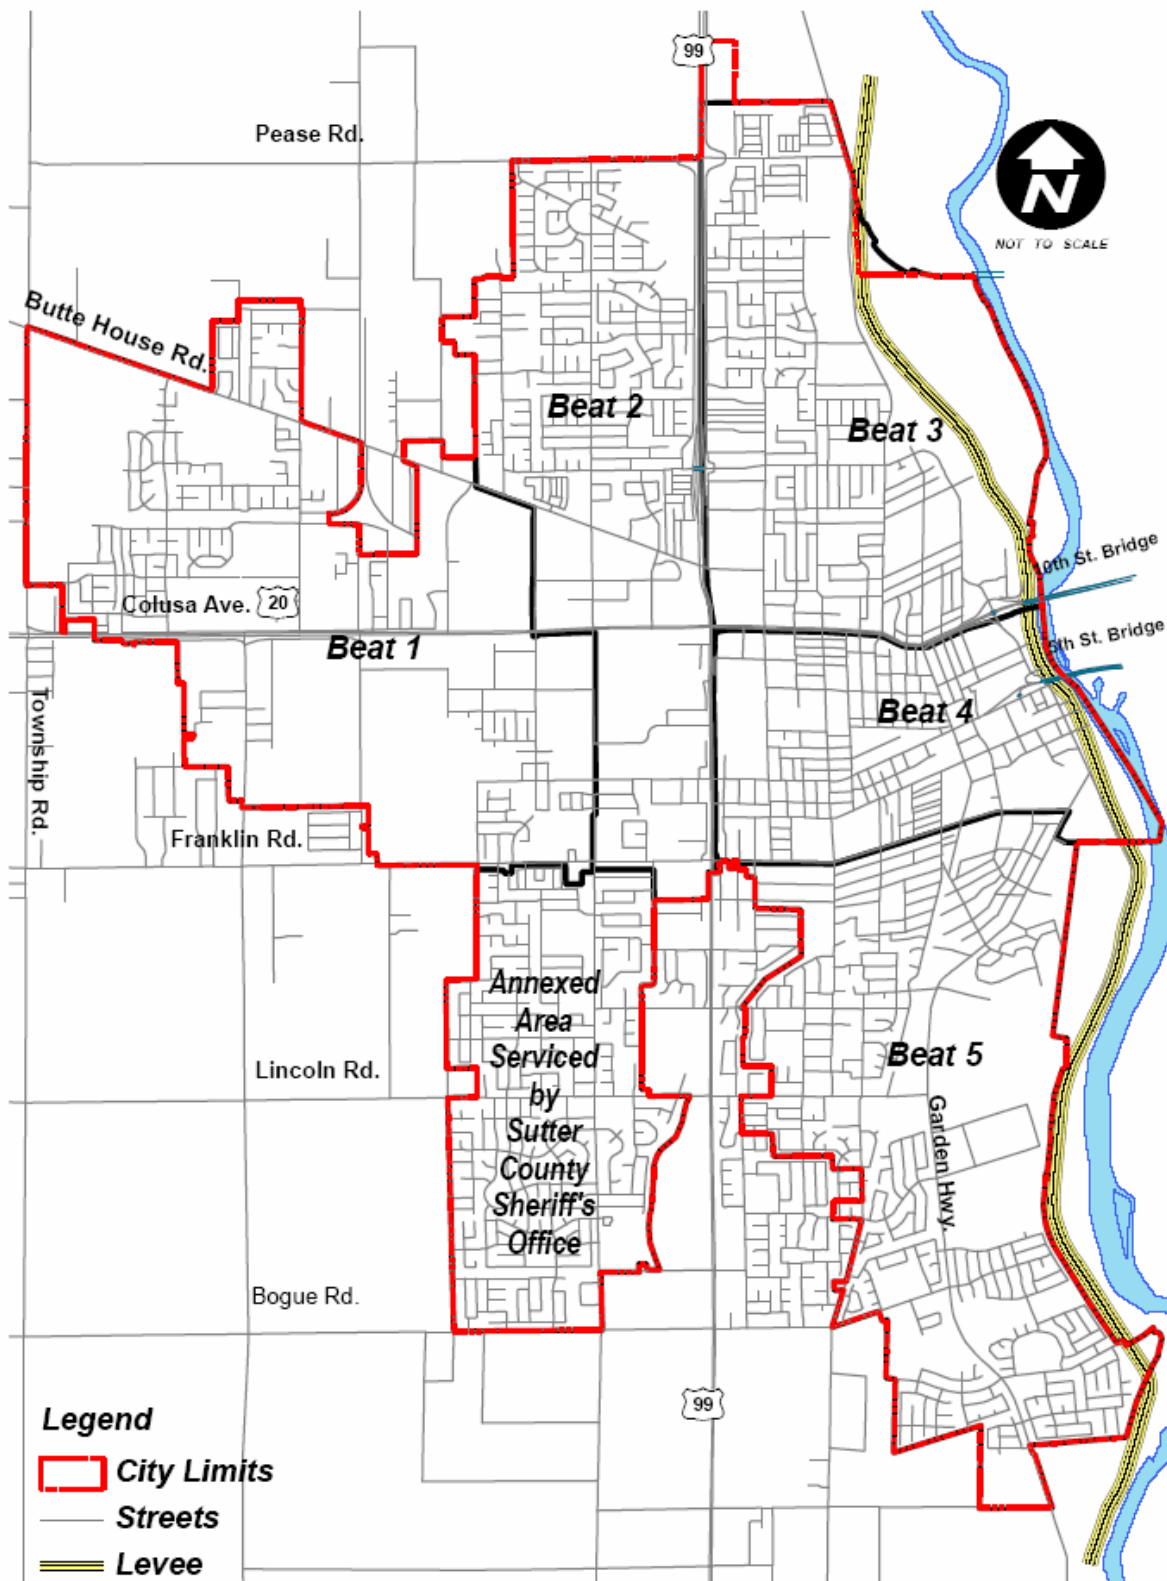 99
Pease Rd.
N
NOT TO SCALE
Butte House Rd.
Beat 2
Beat 3
10th St. Bridge
Colusa Ave. 20
Beat 1
5th St. Bridge
Township Rd.
Beat 4
Franklin Rd.
Annexed
Area
Serviced
by
Sutter
County
Sheriff's
Office
Lincoln Rd.
Beat 5
Garden Hwy.
Bogue Rd.
99
Legend
City Limits
Streets
Levee